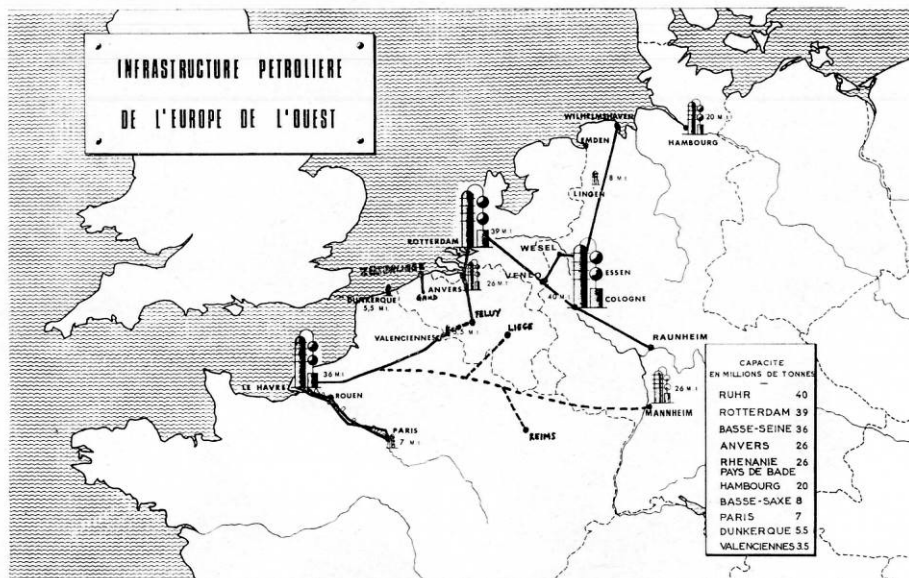 INFRASTRUCTURE PETROLIERE
DE L'EUROPE DE L'OUEST
WILHELMSHAVEN
EMDEN
20 M.t.
HAMBOURG
8 M.t.
LINGEN
39 M.t.
ROTTERDAM
WESEL
ESSEN
VENLO
COLOGNE
40 M.t.
ZEEBRUGGE
ANVERS
26 M.t.
DUNKERQUE
5,5 M.t.
GAND
FELUY
3,5 M.t.
VALENCIENNES
LIEGE
RAUNHEIM
36 M.t.
LE HAVRE
ROUEN
26 M.t.
MANNHEIM
PARIS
7 M.t.
REIMS
CAPACITE
EN MILLIONS DE TONNES
RUHR 40
ROTTERDAM 39
BASSE-SEINE 36
ANVERS 26
RHENANIE 26
PAYS DE BADE
HAMBOURG 20
BASSE-SAXE 8
PARIS 7
DUNKERQUE 5.5
VALENCIENNES 3.5